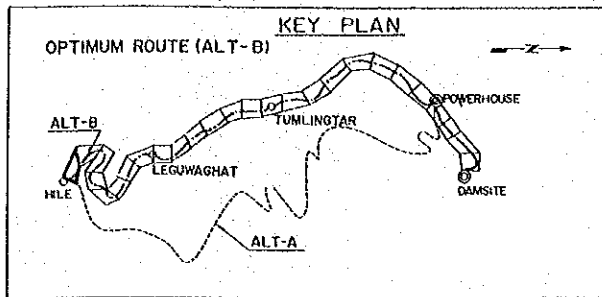 KEY PLAN
OPTIMUM ROUTE (ALT-B)
N
POWERHOUSE
TUMLINGTAR
ALT-B
LEGUWAGHAT
DAMSITE
HILE
ALT-A